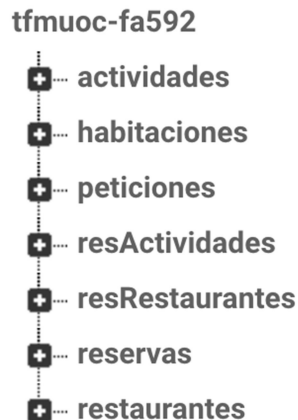 tfmuoc-fa592
actividades
habitaciones
peticiones
resActividades
resRestaurantes
reservas
restaurantes